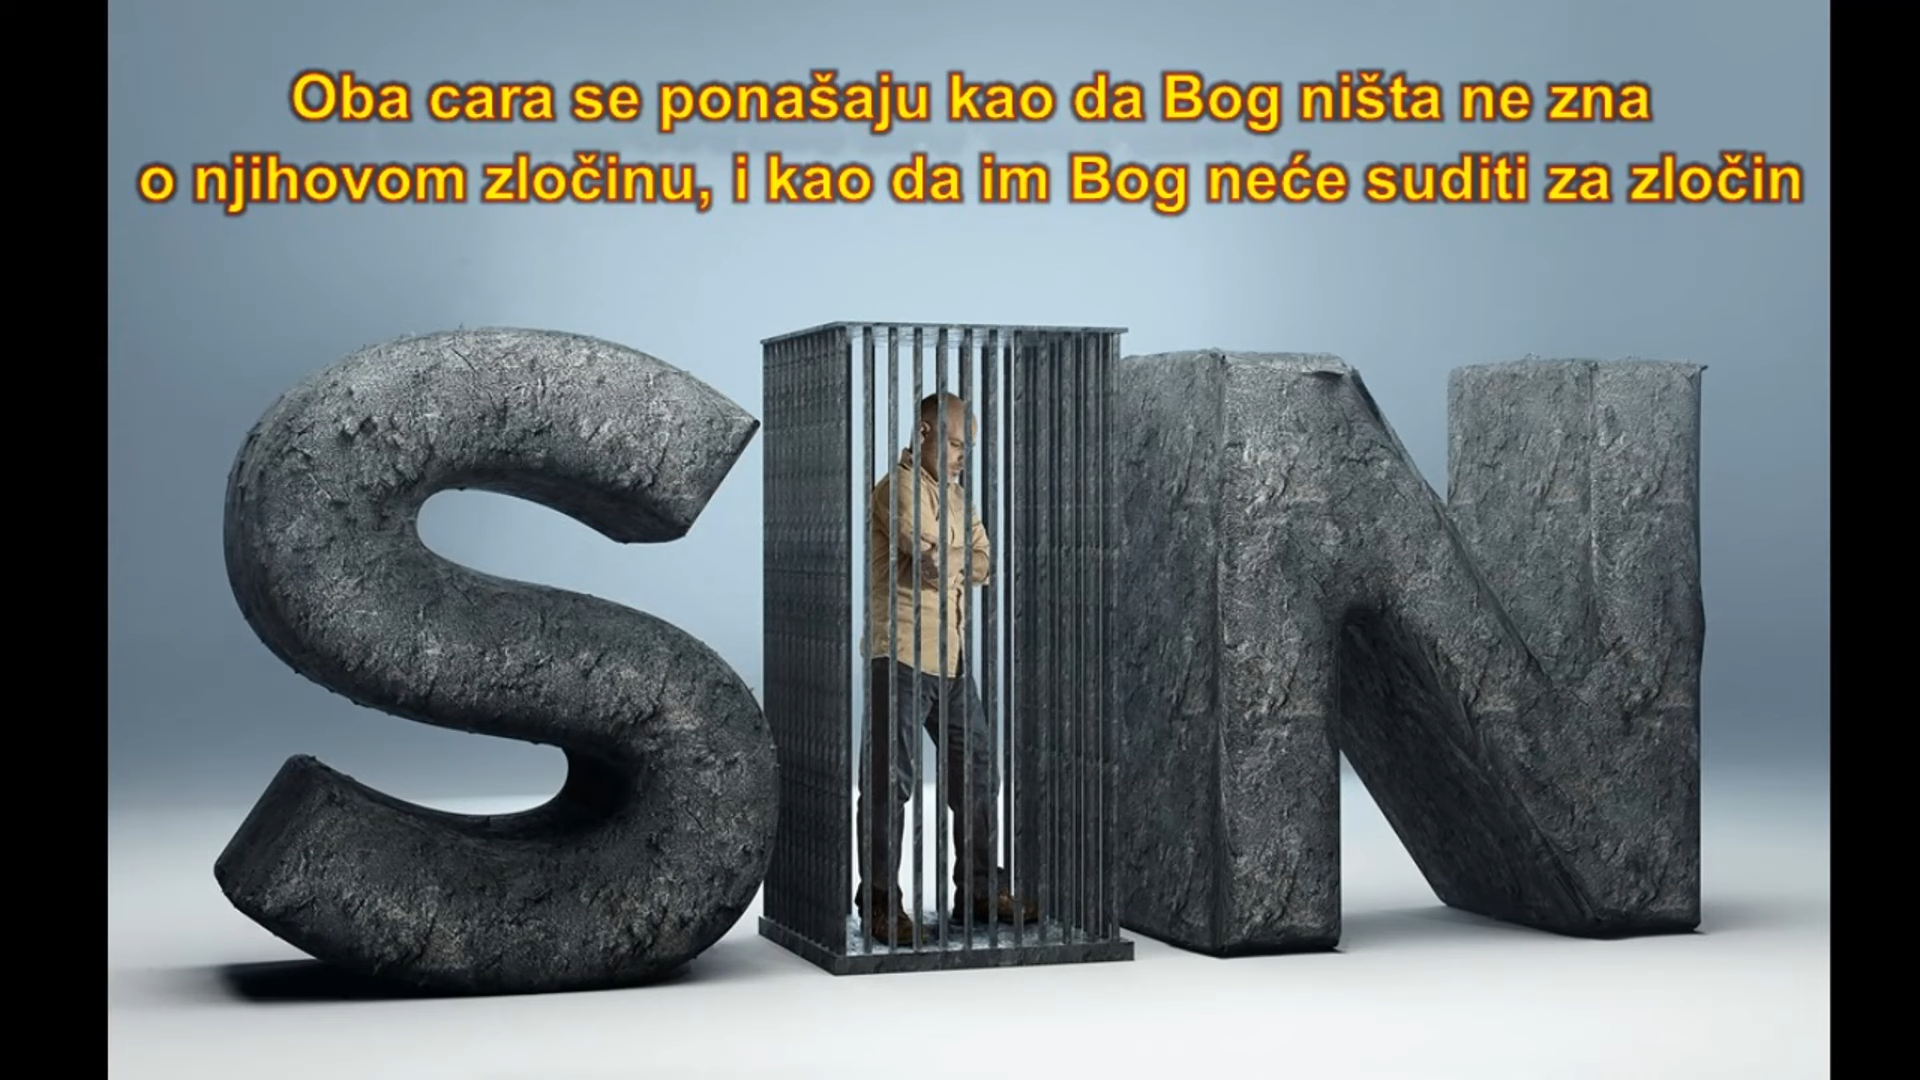 Oba cara se ponašaju kao da Bog ništa ne zna
o njihovom zločinu, i kao da im Bog neće suditi za zločin
SIN